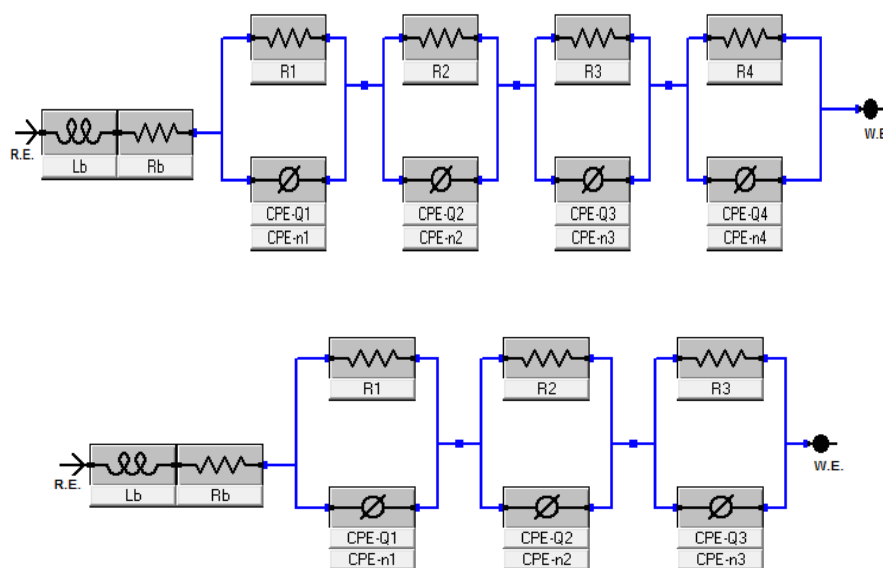 R1
R2
R3
R4
R.E.
Lb
Rb
W.E
CPE-Q1
CPE-Q2
CPE-Q3
CPE-Q4
CPE-n1
CPE-n2
CPE-n3
CPE-n4
R1
R2
R3
R.E.
Lb
Rb
W.E.
CPE-Q1
CPE-Q2
CPE-Q3
CPE-n1
CPE-n2
CPE-n3